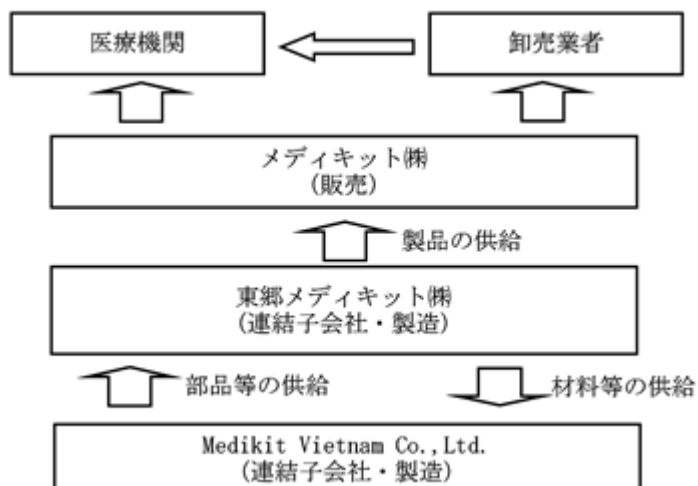 医療機関
卸売業者
メディキット㈱
(販売)
製品の供給
東郷メディキット㈱
(連結子会社・製造)
部品等の供給
材料等の供給
Medikit Vietnam Co.,Ltd.
(連結子会社・製造)